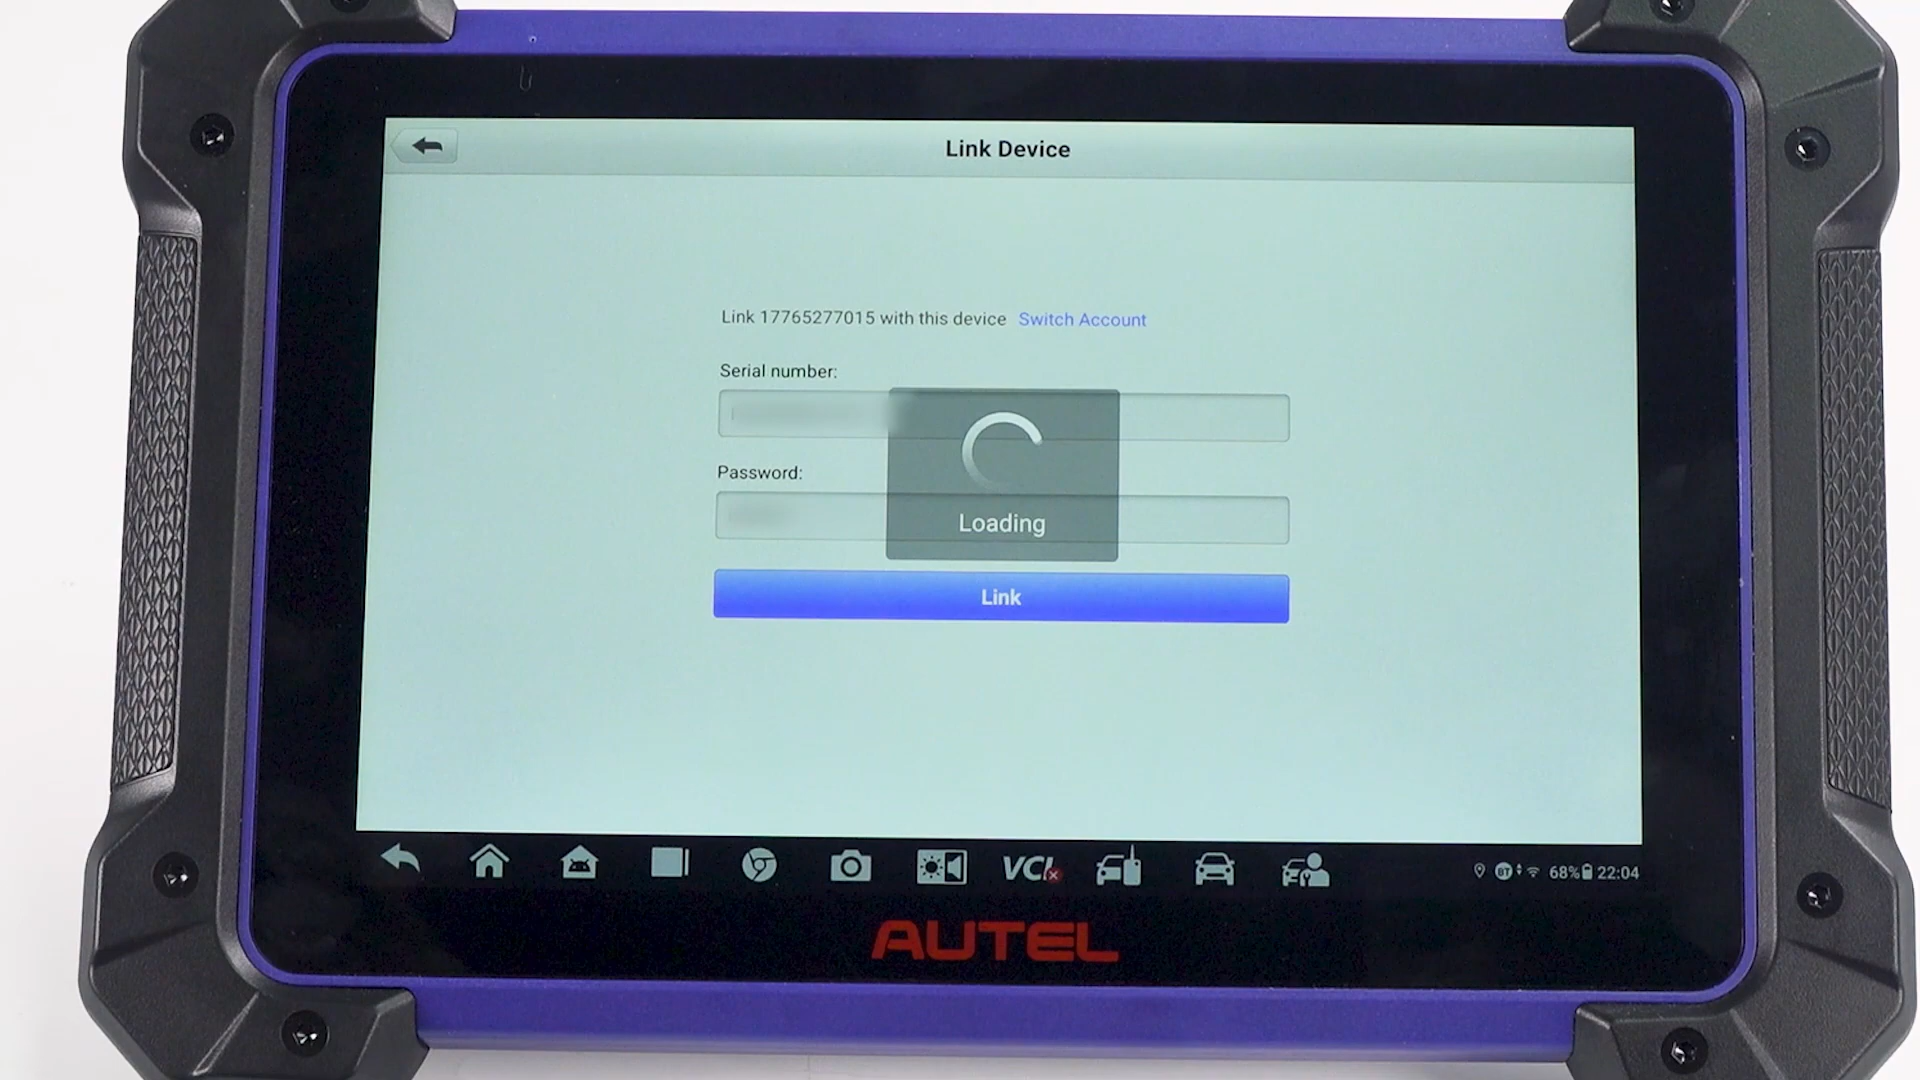 Link Device
Link 17765277015 with this device Switch Account
Serial number:
Password:
Loading
Link
VCI
BT 68% 22:04
AUTEL